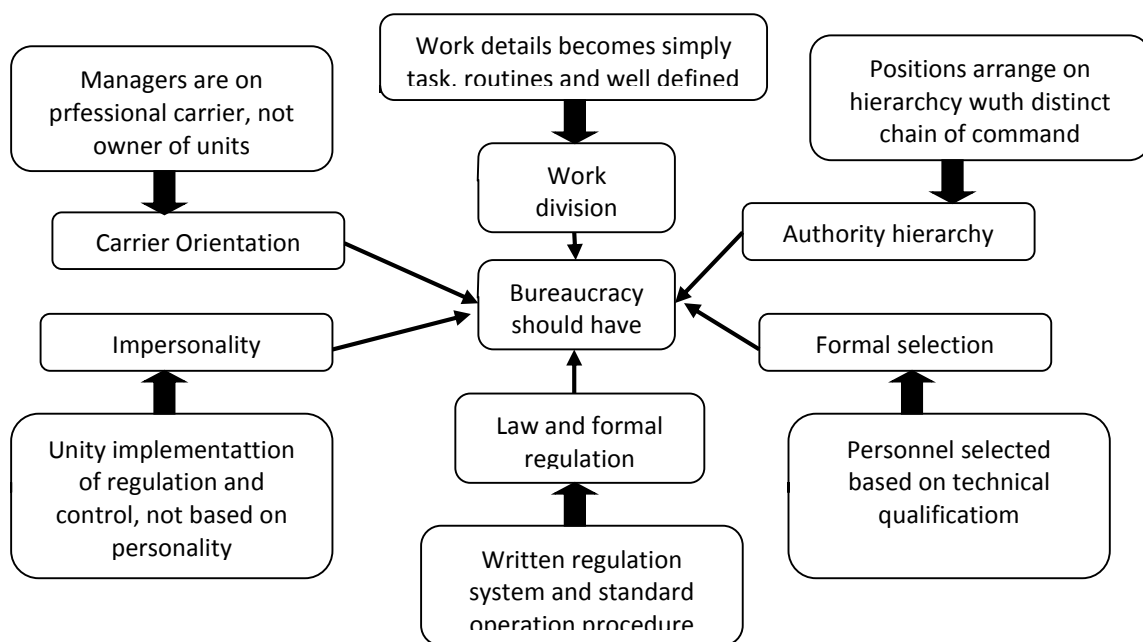 Work details becomes simply
task, routines and well defined
Managers are on
prfessional carrier, not
owner of units
Positions arrange on
hierarchcy wuth distinct
chain of command
Work
division
Carrier Orientation
Authority hierarchy
Bureaucracy
should have
Impersonality
Formal selection
Law and formal
regulation
Unity implementattion
of regulation and
control, not based on
personality
Personnel selected
based on technical
qualificatiom
Written regulation
system and standard
operation procedure